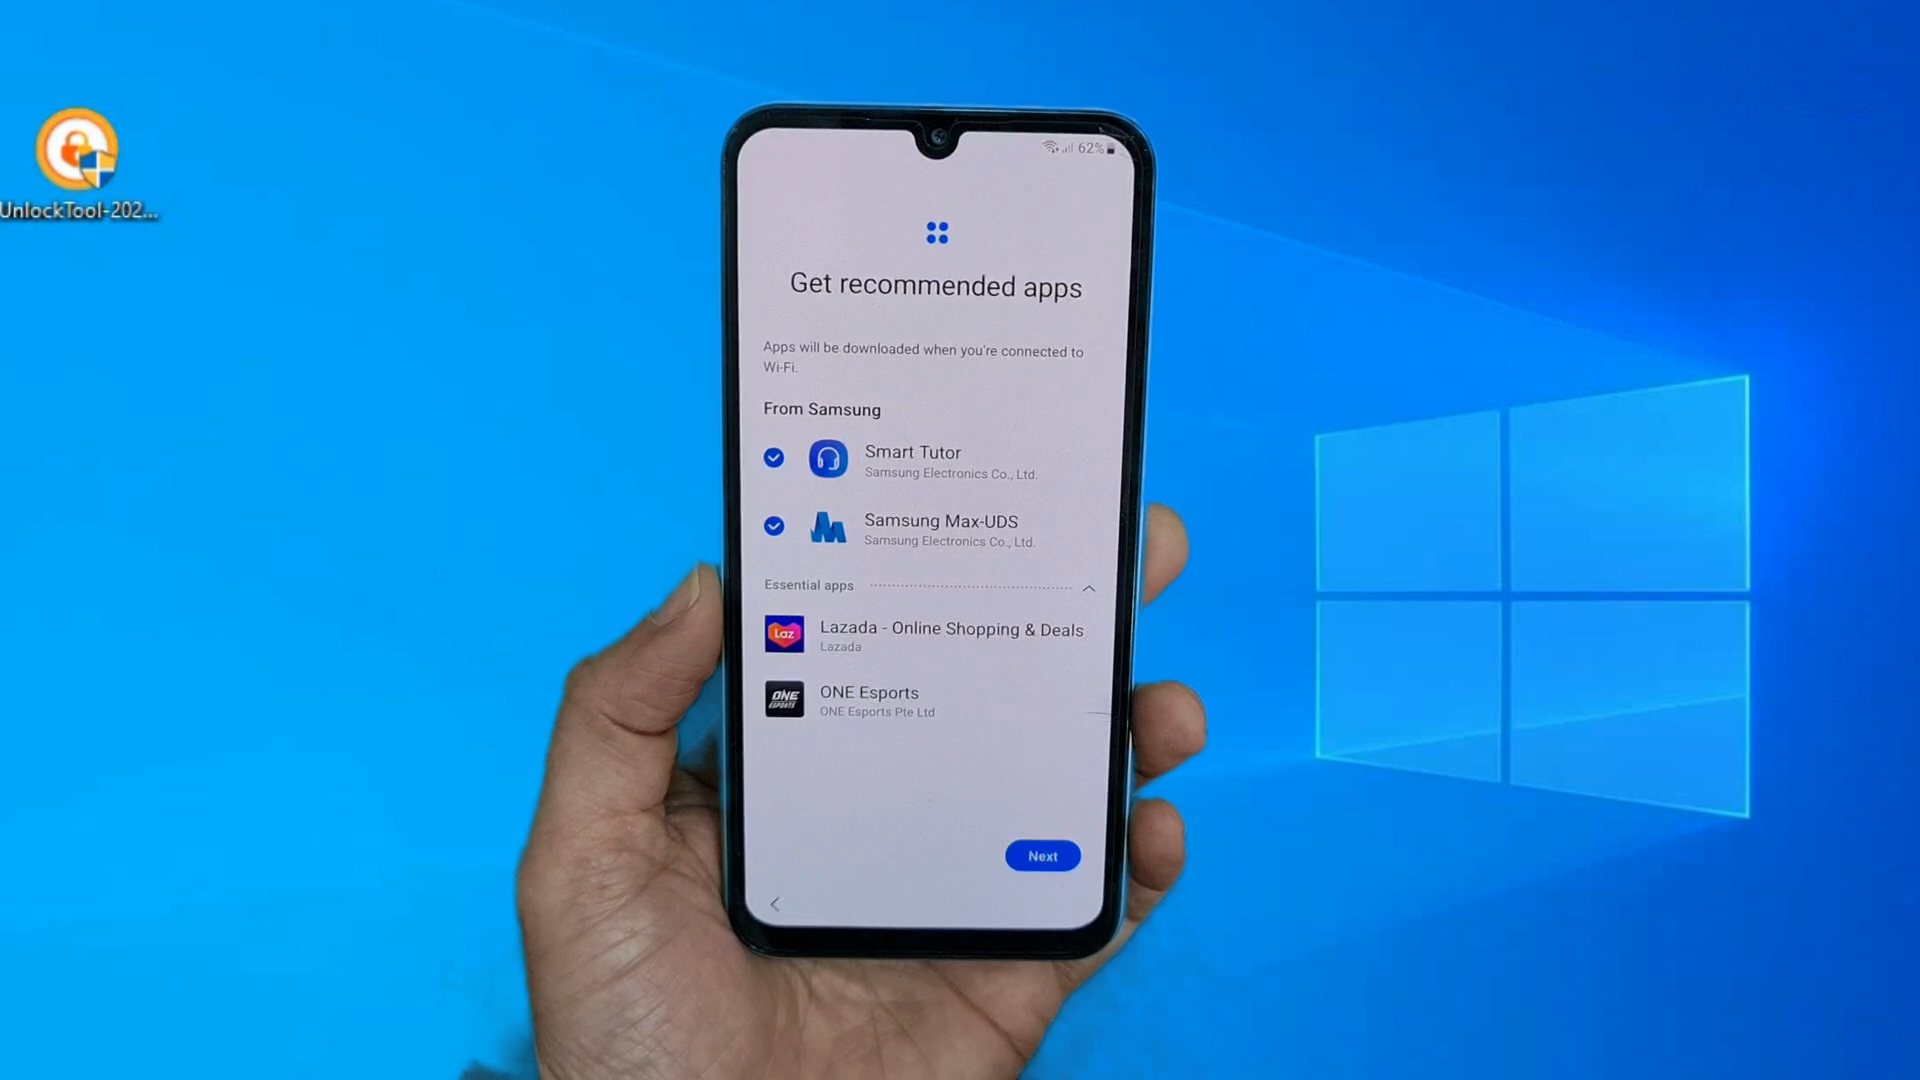 UnlockTool-202...
62%
Get recommended apps
Apps will be downloaded when you're connected to
Wi-Fi.
From Samsung
Smart Tutor
Samsung Electronics Co., Ltd.
Samsung Max-UDS
Samsung Electronics Co., Ltd.
Essential apps
Laz
Lazada - Online Shopping & Deals
Lazada
ONE
ESPORTS
ONE Esports
ONE Esports Pte Ltd
Next